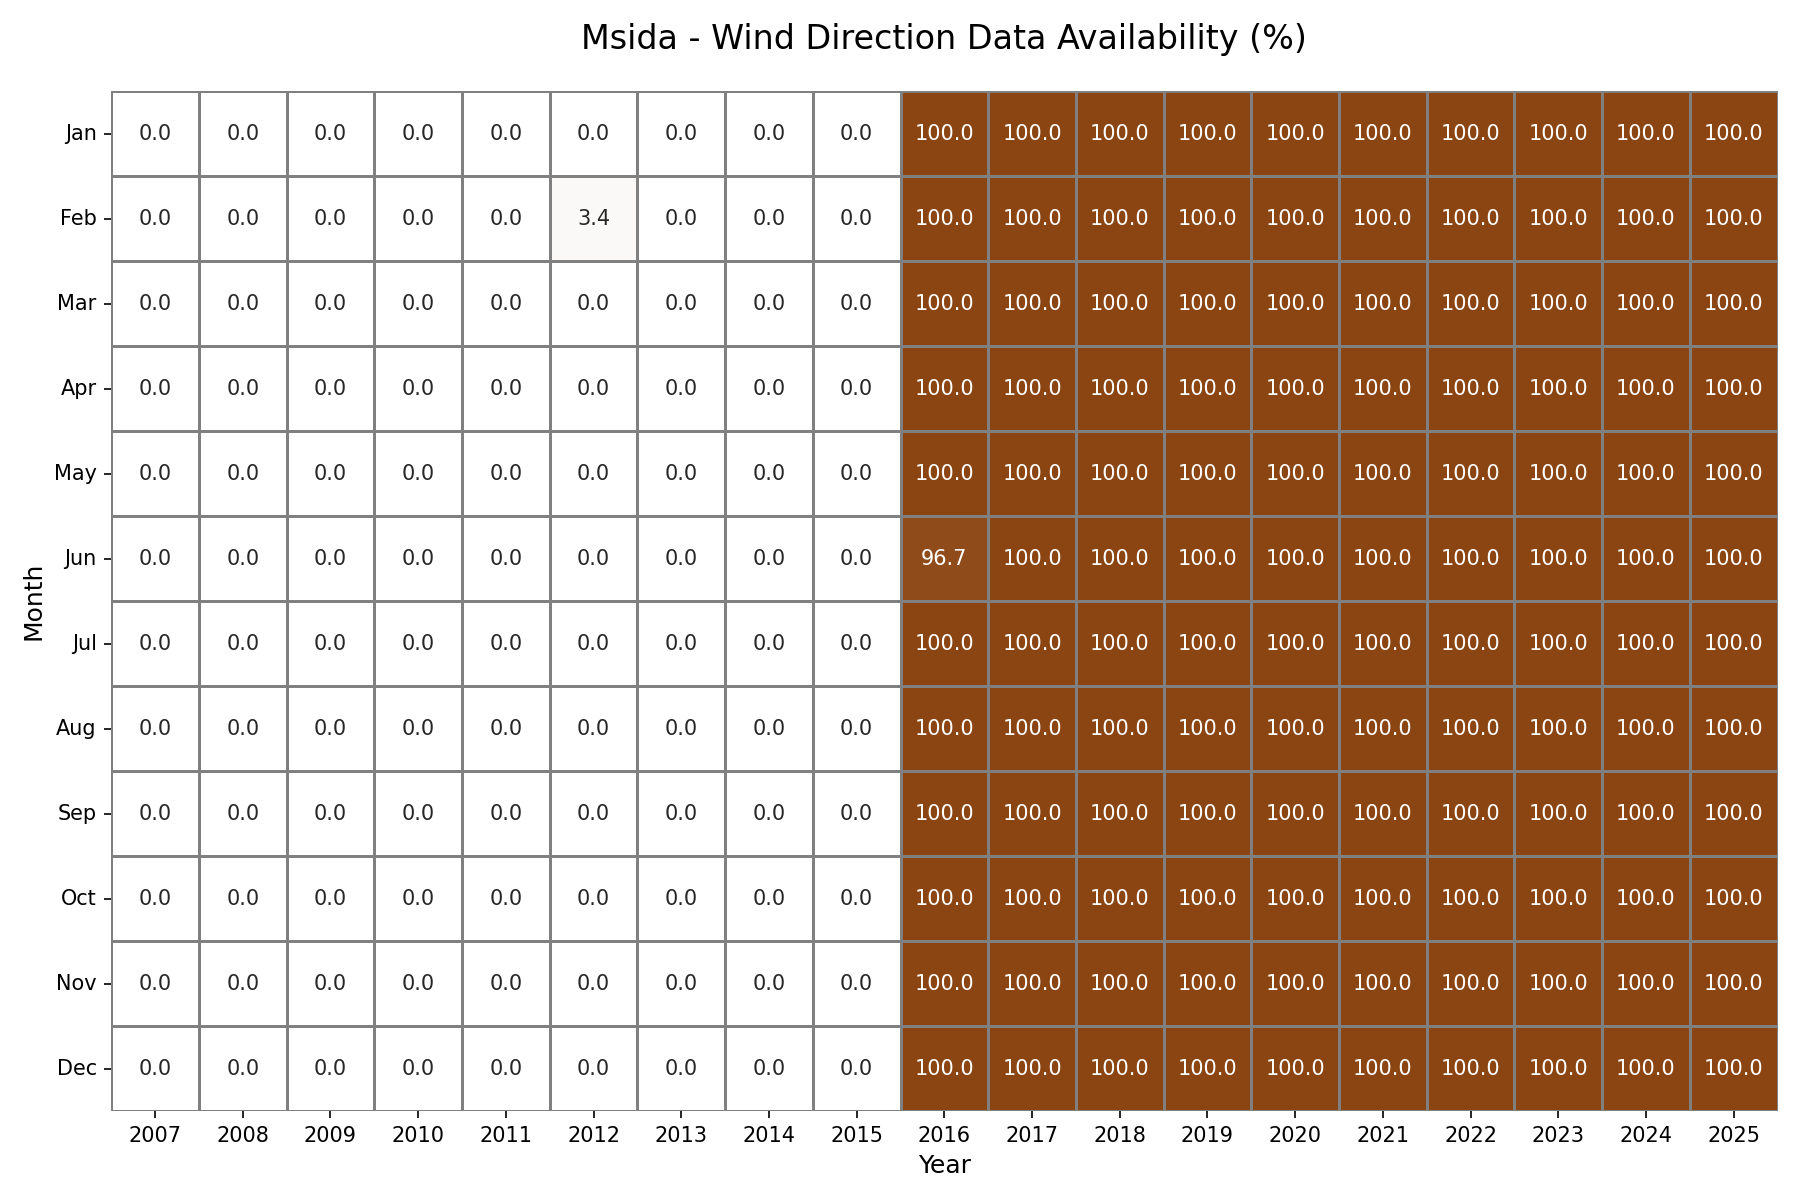 Msida - Wind Direction Data Availability (%)
Jan 0.0 0.0 0.0 0.0 0.0 0.0 0.0 0.0 0.0 100.0 100.0 100.0 100.0 100.0 100.0 100.0 100.0 100.0 100.0
Feb 0.0 0.0 0.0 0.0 0.0 3.4 0.0 0.0 0.0 100.0 100.0 100.0 100.0 100.0 100.0 100.0 100.0 100.0 100.0
Mar 0.0 0.0 0.0 0.0 0.0 0.0 0.0 0.0 0.0 100.0 100.0 100.0 100.0 100.0 100.0 100.0 100.0 100.0 100.0
Apr 0.0 0.0 0.0 0.0 0.0 0.0 0.0 0.0 0.0 100.0 100.0 100.0 100.0 100.0 100.0 100.0 100.0 100.0 100.0
May 0.0 0.0 0.0 0.0 0.0 0.0 0.0 0.0 0.0 100.0 100.0 100.0 100.0 100.0 100.0 100.0 100.0 100.0 100.0
Jun 0.0 0.0 0.0 0.0 0.0 0.0 0.0 0.0 0.0 96.7 100.0 100.0 100.0 100.0 100.0 100.0 100.0 100.0 100.0
Month
Jul 0.0 0.0 0.0 0.0 0.0 0.0 0.0 0.0 0.0 100.0 100.0 100.0 100.0 100.0 100.0 100.0 100.0 100.0 100.0
Aug 0.0 0.0 0.0 0.0 0.0 0.0 0.0 0.0 0.0 100.0 100.0 100.0 100.0 100.0 100.0 100.0 100.0 100.0 100.0
Sep 0.0 0.0 0.0 0.0 0.0 0.0 0.0 0.0 0.0 100.0 100.0 100.0 100.0 100.0 100.0 100.0 100.0 100.0 100.0
Oct 0.0 0.0 0.0 0.0 0.0 0.0 0.0 0.0 0.0 100.0 100.0 100.0 100.0 100.0 100.0 100.0 100.0 100.0 100.0
Nov 0.0 0.0 0.0 0.0 0.0 0.0 0.0 0.0 0.0 100.0 100.0 100.0 100.0 100.0 100.0 100.0 100.0 100.0 100.0
Dec 0.0 0.0 0.0 0.0 0.0 0.0 0.0 0.0 0.0 100.0 100.0 100.0 100.0 100.0 100.0 100.0 100.0 100.0 100.0
2007 2008 2009 2010 2011 2012 2013 2014 2015 2016 2017 2018 2019 2020 2021 2022 2023 2024 2025
Year